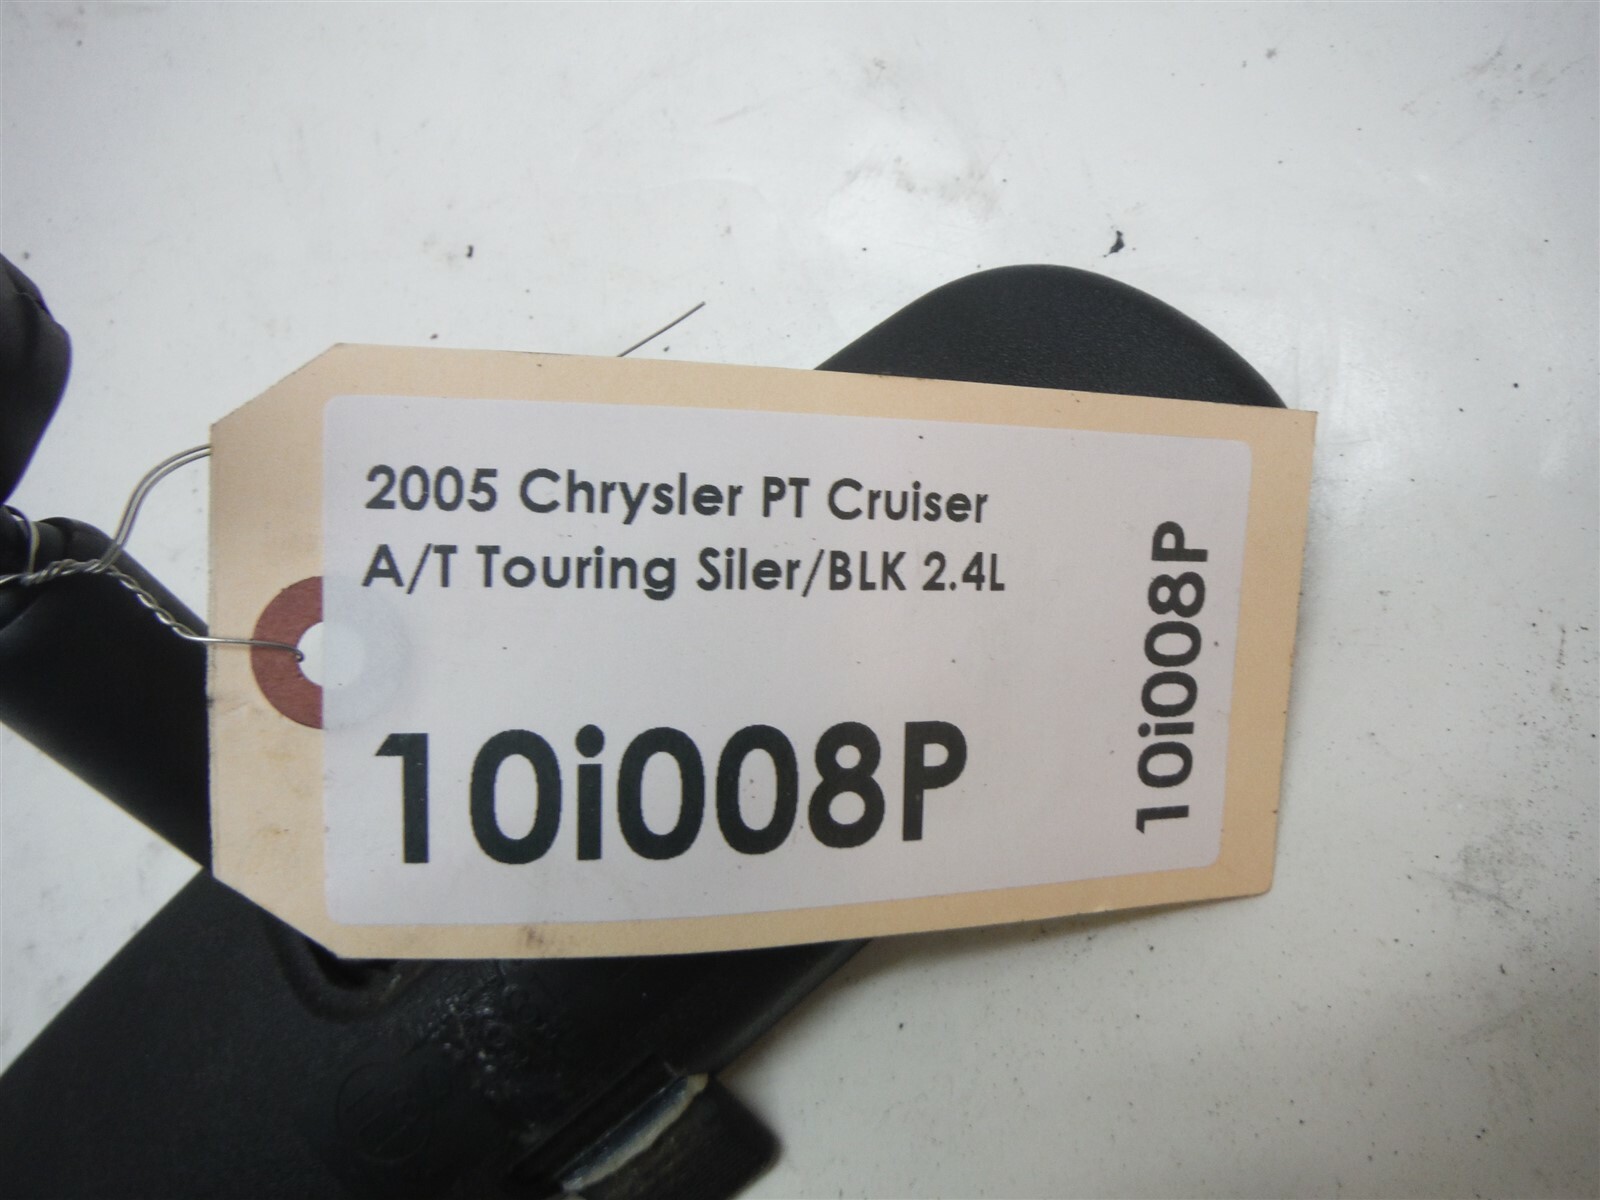 2005 Chrysler PT Cruiser
A/T Touring Siler/BLK 2.4L
10i008P
10i008P